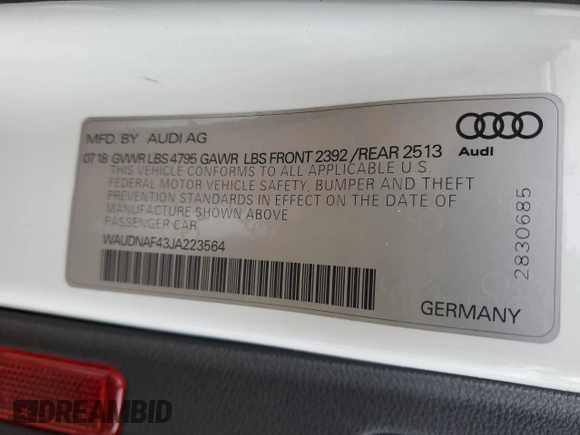 MFD. BY AUDI AG
07 18 GVWR LBS 4795 GAWR LBS FRONT 2392 /REAR 2513
THIS VEHICLE CONFORMS TO ALL APPLICABLE U.S.
FEDERAL MOTOR VEHICLE SAFETY, BUMPER AND THEFT
PREVENTION STANDARDS IN EFFECT ON THE DATE OF
MANUFACTURE SHOWN ABOVE
PASSENGER CAR
WAUDNAF43JA223564
Audi
2830685
GERMANY
DREAMBID